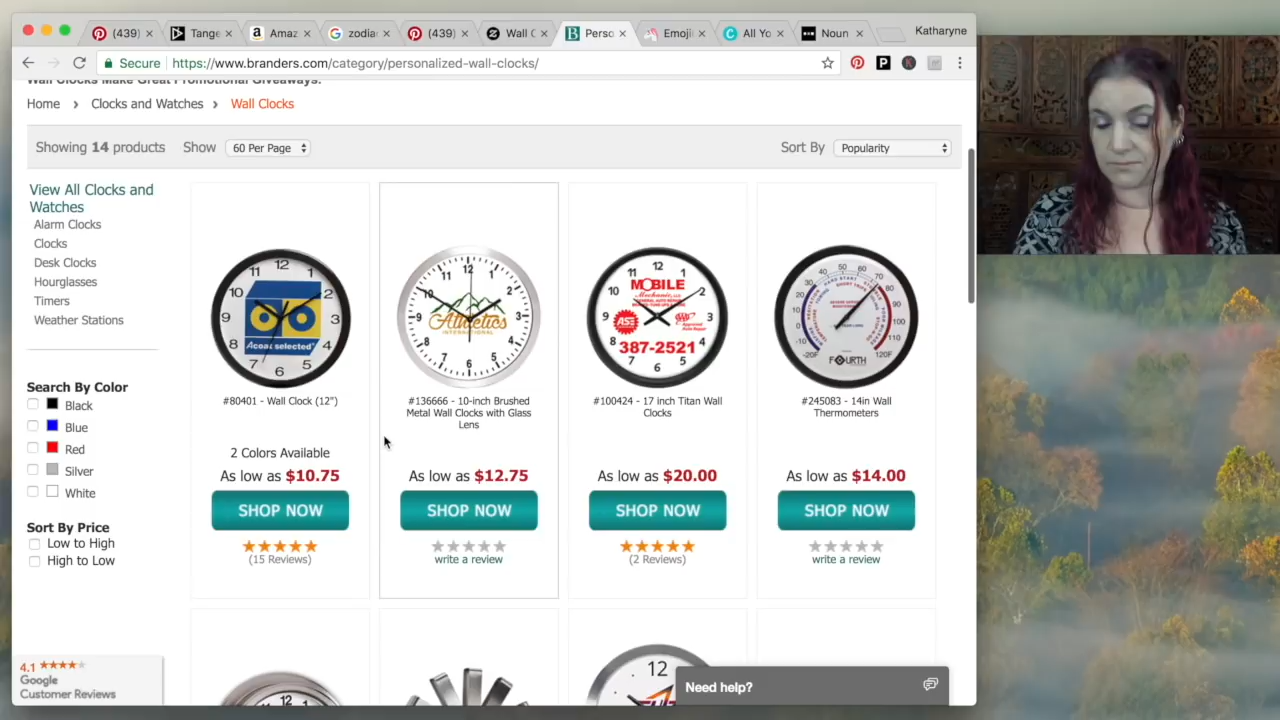 (439)
Tange
Amaz
zodia
(439)
Wall C
Perso
Emoji
All Yo
Noun
Katharyne
Secure
https://www.branders.com/category/personalized-wall-clocks/
Wall Clocks Make Great Promotional Giveaways!
Home > Clocks and Watches > Wall Clocks
Showing 14 products
Show
60 Per Page
Sort By
Popularity
View All Clocks and
Watches
Alarm Clocks
Clocks
Desk Clocks
Hourglasses
Timers
Weather Stations
Search By Color
Black
Blue
Red
Silver
White
Sort By Price
Low to High
High to Low
Athletics
INTERNATIONAL
MOBILE
Mechanic
ASE
AAA
387-2521
FOURTH
#80401 - Wall Clock (12")
2 Colors Available
As low as $10.75
SHOP NOW
(15 Reviews)
#136666 - 10-inch Brushed
Metal Wall Clocks with Glass
Lens
As low as $12.75
SHOP NOW
write a review
#100424 - 17 inch Titan Wall
Clocks
As low as $20.00
SHOP NOW
(2 Reviews)
#245083 - 14in Wall
Thermometers
As low as $14.00
SHOP NOW
write a review
4.1
Google
Customer Reviews
Need help?